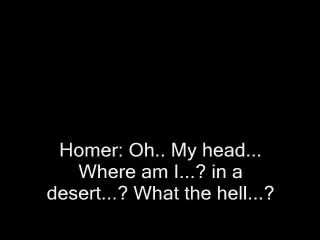 Homer: Oh.. My head...
Where am I...? in a
desert...? What the hell...?